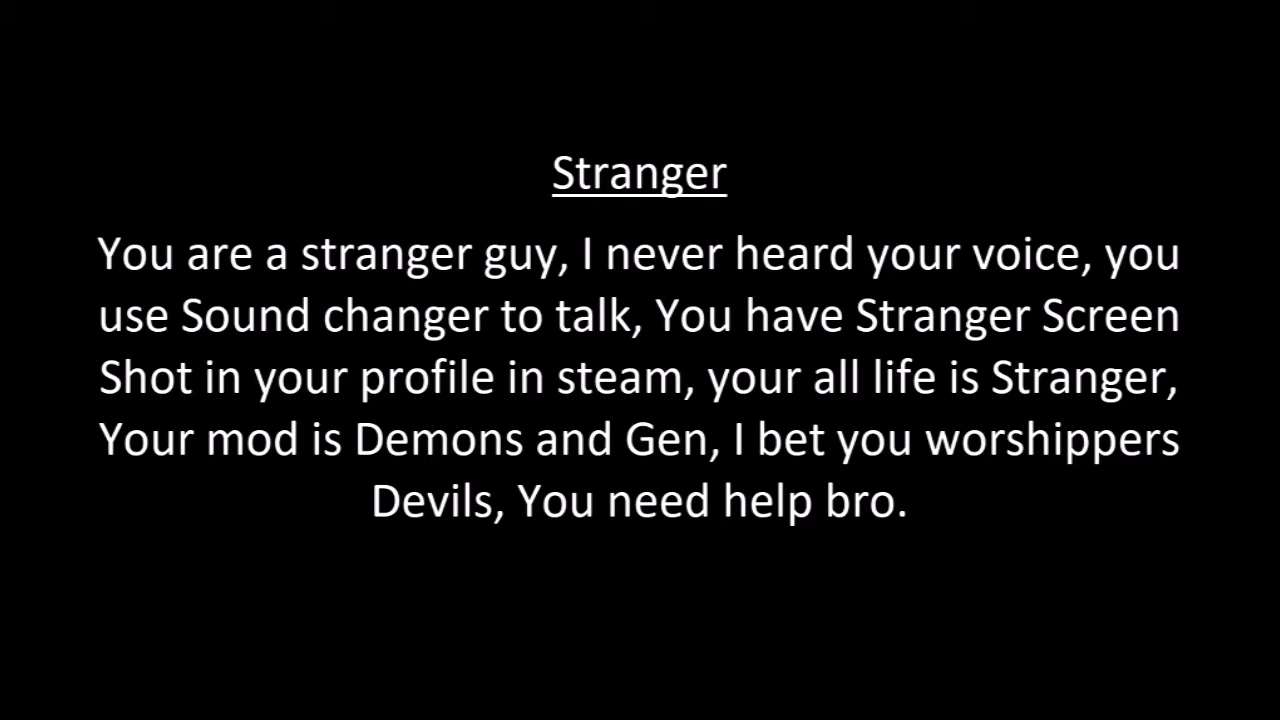 Stranger
You are a stranger guy, I never heard your voice, you
use Sound changer to talk, You have Stranger Screen
Shot in your profile in steam, your all life is Stranger,
Your mod is Demons and Gen, I bet you worshippers
Devils, You need help bro.